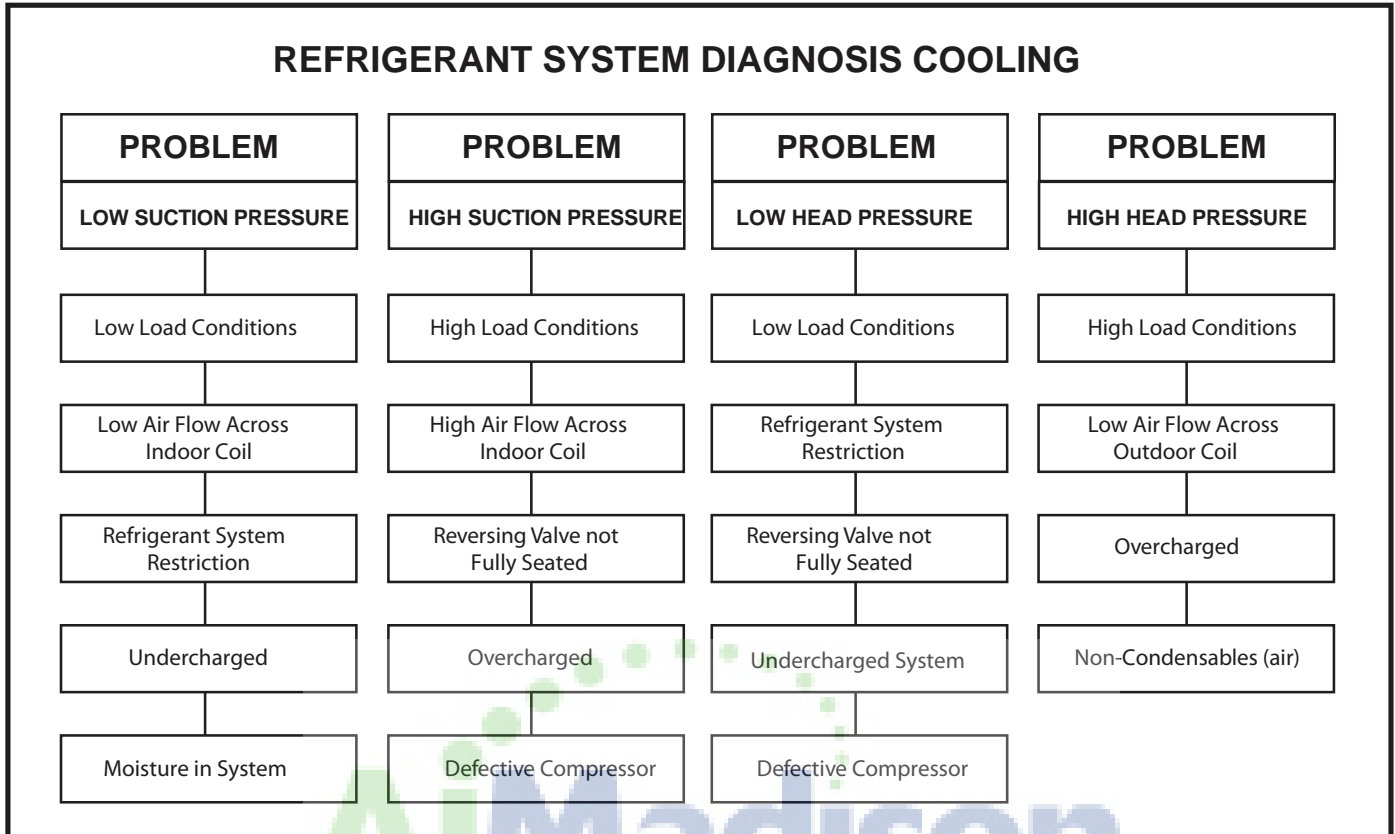 REFRIGERANT SYSTEM DIAGNOSIS COOLING
PROBLEM
LOW SUCTION PRESSURE
Low Load Conditions
Low Air Flow Across
Indoor Coil
Refrigerant System
Restriction
Undercharged
Moisture in System
PROBLEM
HIGH SUCTION PRESSURE
High Load Conditions
High Air Flow Across
Indoor Coil
Reversing Valve not
Fully Seated
Overcharged
Defective Compressor
PROBLEM
LOW HEAD PRESSURE
Low Load Conditions
Refrigerant System
Restriction
Reversing Valve not
Fully Seated
Undercharged System
Defective Compressor
PROBLEM
HIGH HEAD PRESSURE
High Load Conditions
Low Air Flow Across
Outdoor Coil
Overcharged
Non-Condensables (air)
AjMadison